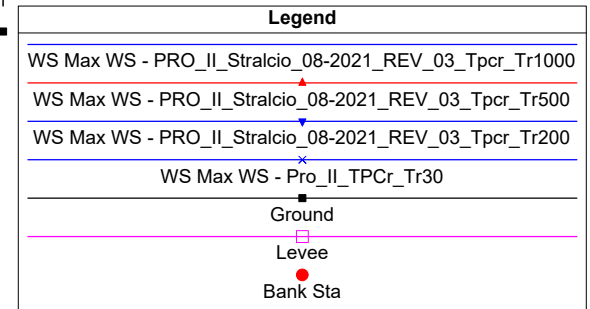 Legend
WS Max WS - PRO_II_Stralcio_08-2021_REV_03_Tpcr_Tr1000
WS Max WS - PRO_II_Stralcio_08-2021_REV_03_Tpcr_Tr500
WS Max WS - PRO_II_Stralcio_08-2021_REV_03_Tpcr_Tr200
WS Max WS - Pro_II_TPCr_Tr30
Ground
Levee
Bank Sta